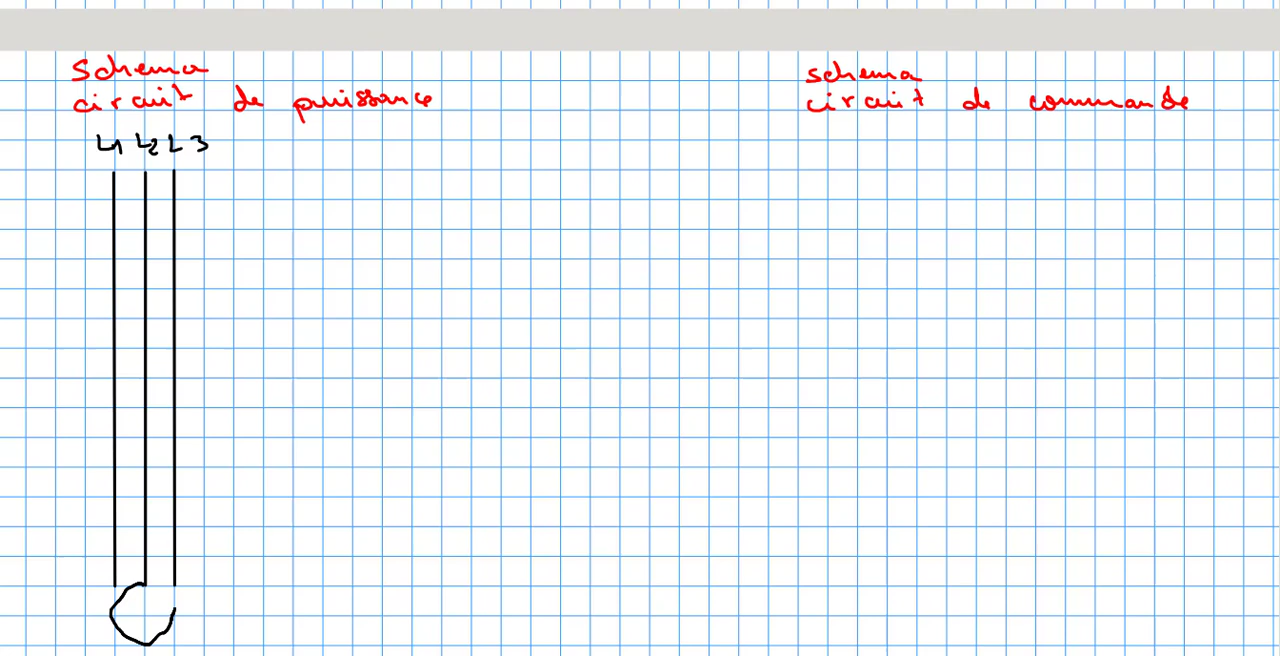 schema
circuit de puissance
L1 L2 L3
schema
circuit de commande